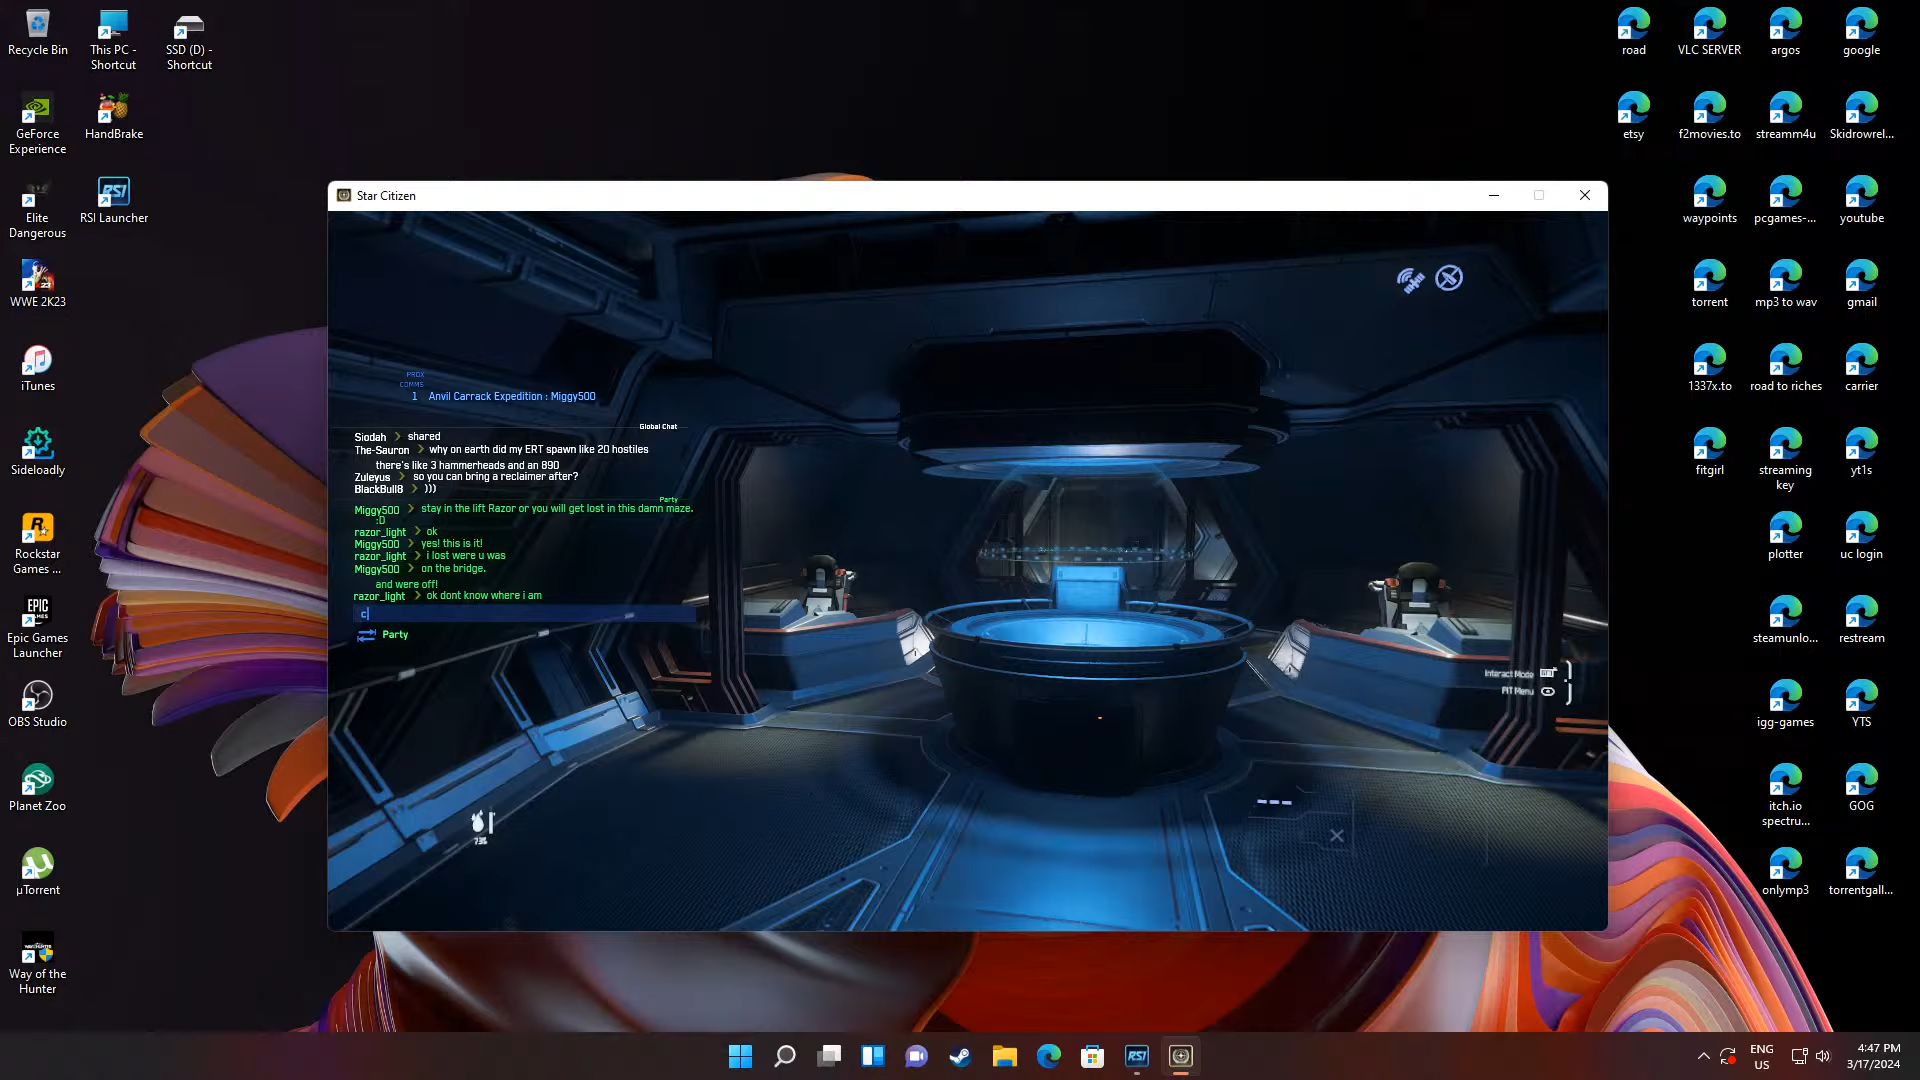 Recycle Bin
This PC -
Shortcut
SSD (D) -
Shortcut
GeForce
Experience
HandBrake
Elite
Dangerous
RSI
RSI Launcher
WWE 2K23
iTunes
Sideloadly
Rockstar
Games ...
EPIC
GAMES
Epic Games
Launcher
OBS Studio
Planet Zoo
µTorrent
Way of the
Hunter
Star Citizen
PROX
COMMS
1 Anvil Carrack Expedition : Miggy500
Global Chat
Siodah > shared
The-Sauron > why on earth did my ERT spawn like 20 hostiles
there's like 3 hammerheads and an 890
Zuleyus > so you can bring a reclaimer after?
BlackBull8 > )))
Party
Miggy500 > stay in the lift Razor or you will get lost in this damn maze.
:D
razor_light > ok
Miggy500 > yes! this is it!
razor_light > i lost were u was
Miggy500 > on the bridge.
and were off!
razor_light > ok dont know where i am
c
Party
Interact Mode
PIT Menu
road
VLC SERVER
argos
google
etsy
f2movies.to
streamm4u
Skidrowrel...
waypoints
pcgames-...
youtube
torrent
mp3 to wav
gmail
1337x.to
road to riches
carrier
fitgirl
streaming
key
yt1s
plotter
uc login
steamunlo...
restream
igg-games
YTS
itch.io
spectru...
GOG
onlymp3
torrentgall...
RSI
ENG
US
4:47 PM
3/17/2024